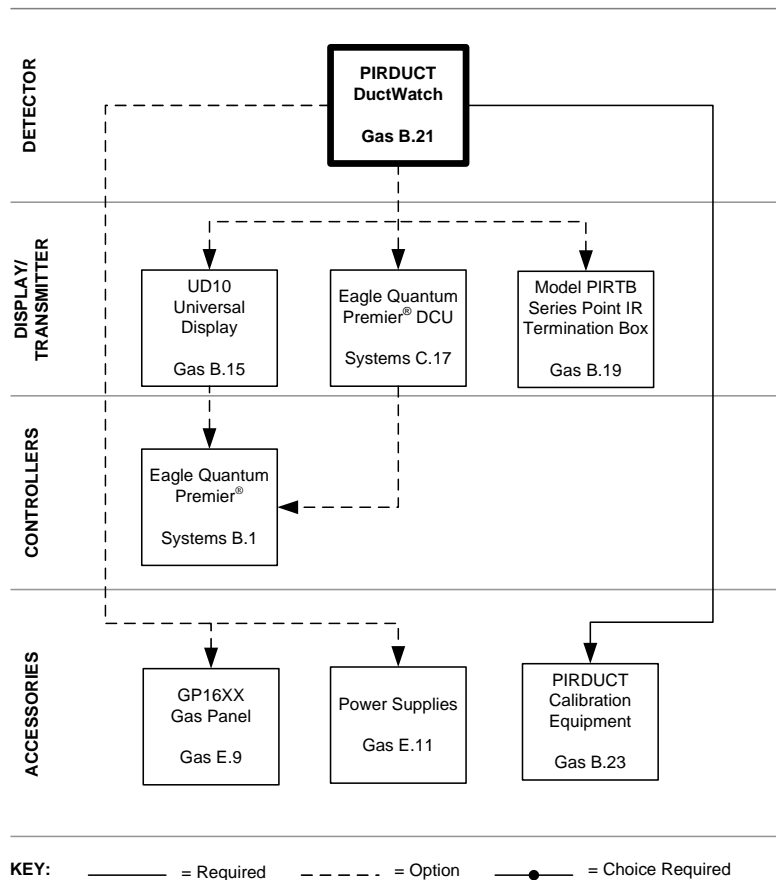 DETECTOR
PIRDUCT
DuctWatch
Gas B.21
DISPLAY/
TRANSMITTER
UD10
Universal
Display
Gas B.15
Eagle Quantum
Premier® DCU
Systems C.17
Model PIRTB
Series Point IR
Termination Box
Gas B.19
CONTROLLERS
Eagle Quantum
Premier®
Systems B.1
ACCESSORIES
GP16XX
Gas Panel
Gas E.9
Power Supplies
Gas E.11
PIRDUCT
Calibration
Equipment
Gas B.23
KEY: = Required = Option = Choice Required